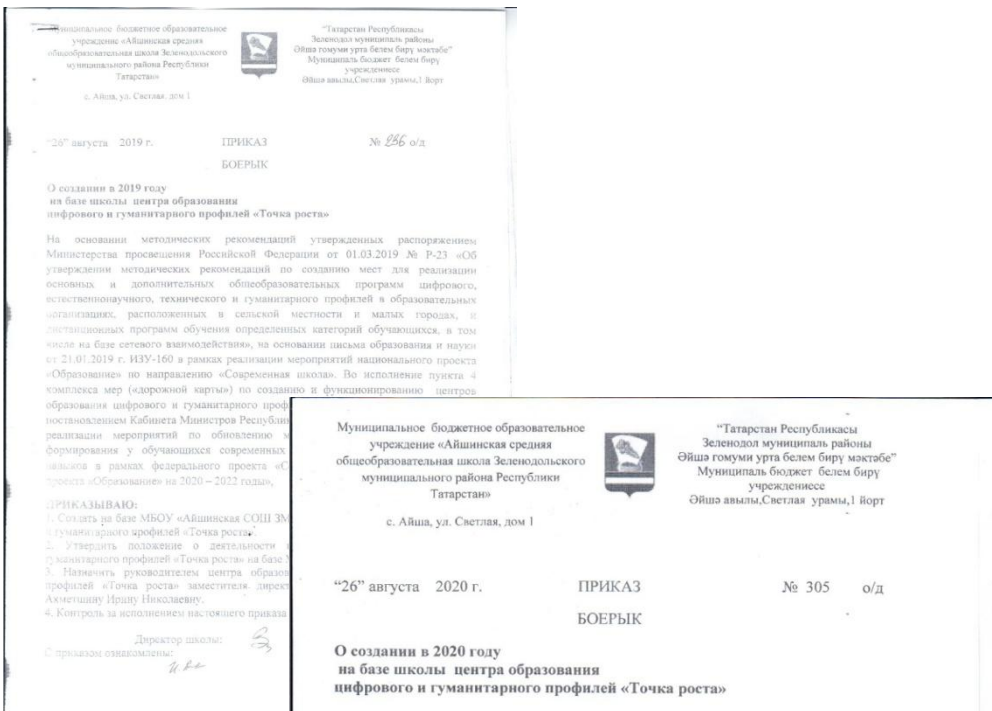 Муниципальное бюджетное образовательное
учреждение «Айшинская средняя
общеобразовательная школа Зеленодольского
муниципального района Республики
Татарстан»
с. Айша, ул. Светлая, дом 1
"Татарстан Республикасы
Зеленодол муниципаль районы
Әйшә гомуми урта белем бирү мәктәбе"
Муниципаль бюджет белем бирү
учреждениесе
Әйшә авылы,Светлая урамы,1 йорт
"26" августа 2019 г. ПРИКАЗ № 236 о/д
БОЕРЫК
О создании в 2019 году
на базе школы центра образования
цифрового и гуманитарного профилей «Точка роста»
На основании методических рекомендаций утвержденных распоряжением
Министерства просвещения Российской Федерации от 01.03.2019 № Р-23 «Об
утверждении методических рекомендаций по созданию мест для реализации
основных и дополнительных общеобразовательных программ цифрового,
естественнонаучного, технического и гуманитарного профилей в образовательных
организациях, расположенных в сельской местности и малых городах, и
дистанционных программ обучения определенных категорий обучающихся, в том
числе на базе сетевого взаимодействия», на основании письма образования и науки
от 21.01.2019 г. ИЗУ-160 в рамках реализации мероприятий национального проекта
«Образование» по направлению «Современная школа». Во исполнение пункта 4
комплекса мер («дорожной карты») по созданию и функционированию центров
образования цифрового и гуманитарного
постановлением Кабинета Министров
реализации мероприятий по обновлению
формирования у обучающихся современных
навыков в рамках федерального проекта
проекта «Образование» на 2020 – 2022 годы»,
ПРИКАЗЫВАЮ:
1. Создать на базе МБОУ «Айшинская СОШ
и гуманитарного профилей «Точка роста».
2. Утвердить положение о деятельности
гуманитарного профилей «Точка роста» на базе
3. Назначить руководителем центра
профилей «Точка роста» заместителя
Ахметшину Ирину Николаевну.
4. Контроль за исполнением настоящего приказа
Директор школы:
С приказом ознакомлены:
Муниципальное бюджетное образовательное
учреждение «Айшинская средняя
общеобразовательная школа Зеленодольского
муниципального района Республики
Татарстан»
с. Айша, ул. Светлая, дом 1
"Татарстан Республикасы
Зеленодол муниципаль районы
Әйшә гомуми урта белем бирү мәктәбе"
Муниципаль бюджет белем бирү
учреждениесе
Әйшә авылы,Светлая урамы,1 йорт
"26" августа 2020 г. ПРИКАЗ № 305 о/д
БОЕРЫК
О создании в 2020 году
на базе школы центра образования
цифрового и гуманитарного профилей «Точка роста»